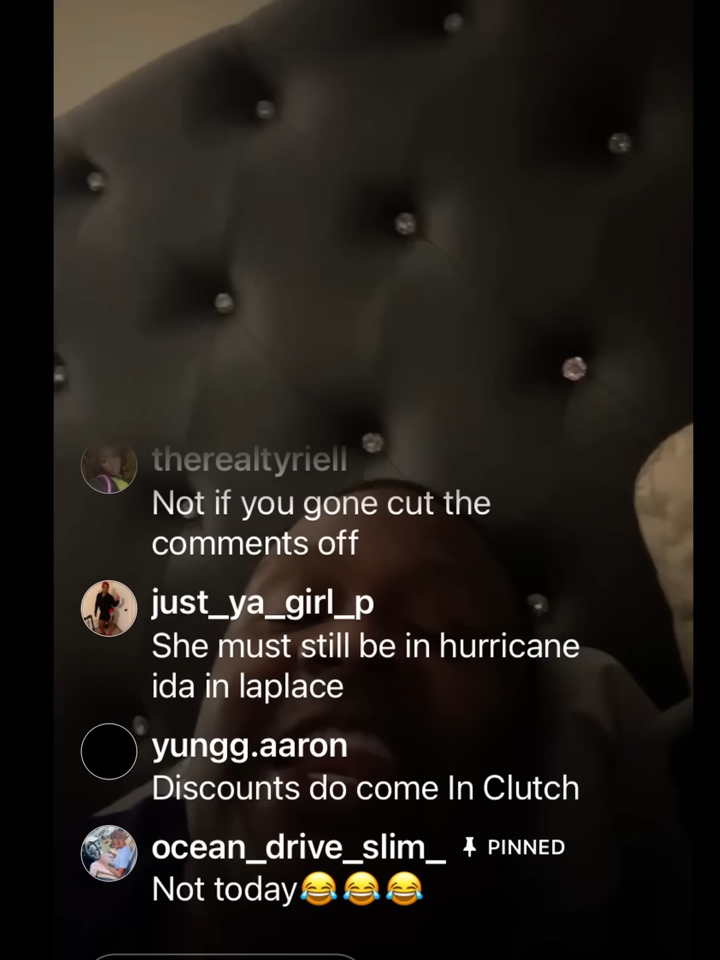 therealtyriell
Not if you gone cut the
comments off
just_ya_girl_p
She must still be in hurricane
ida in laplace
yungg.aaron
Discounts do come In Clutch
ocean_drive_slim_ PINNED
Not today😂😂😂